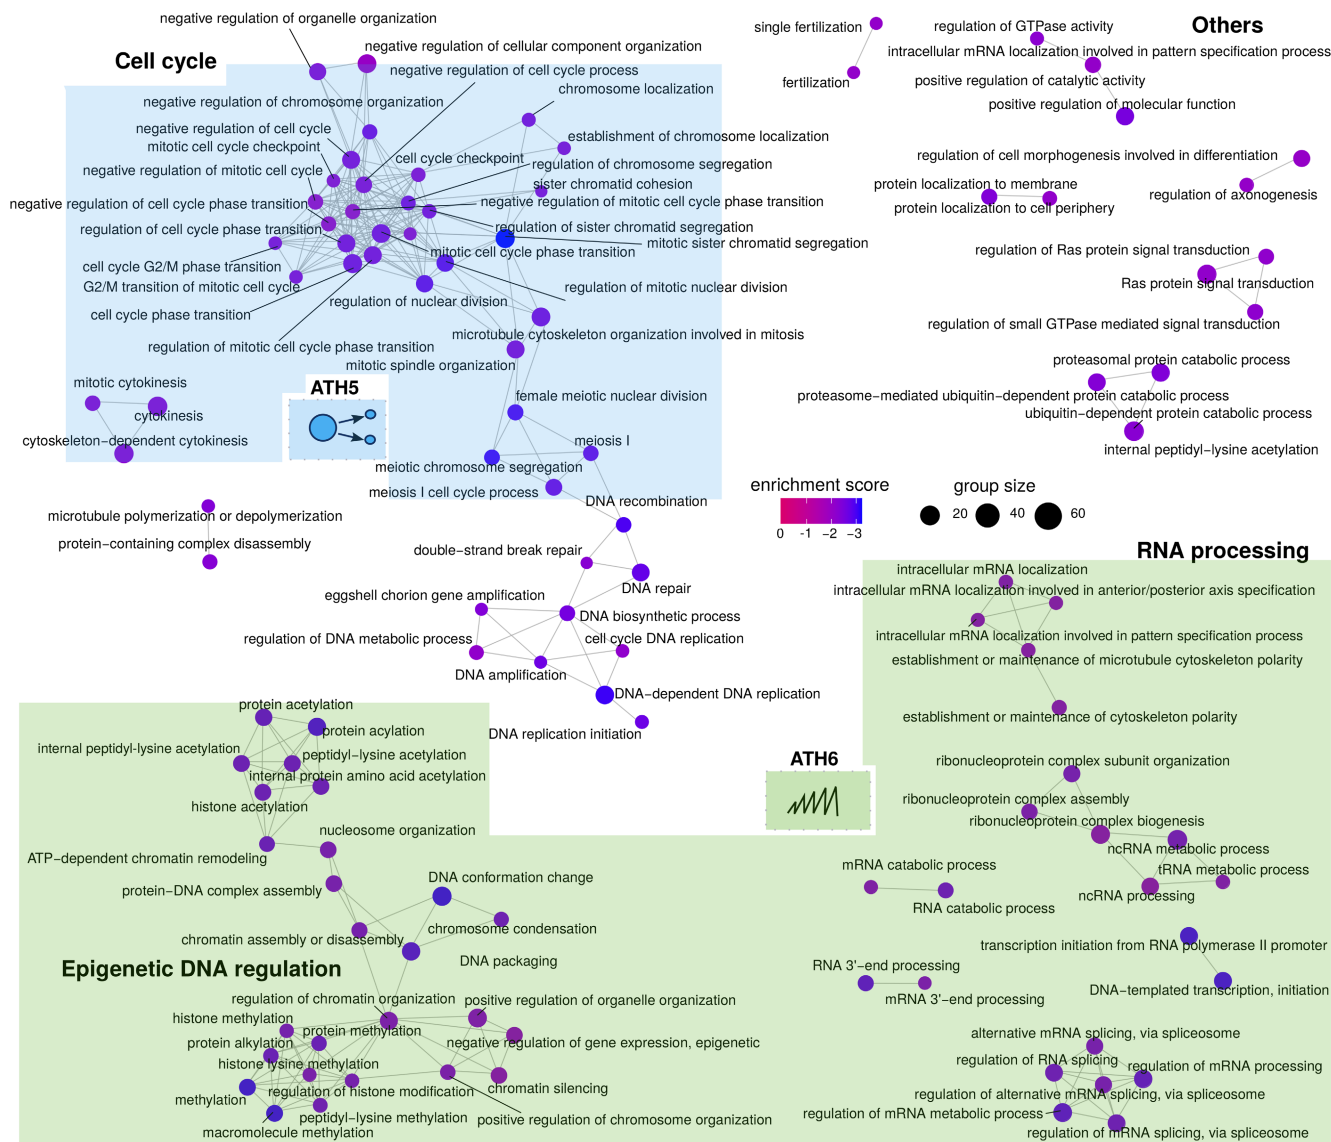 negative regulation of organelle organization
single fertilization
regulation of GTPase activity
Others
negative regulation of cellular component organization
intracellular mRNA localization involved in pattern specification process
Cell cycle
negative regulation of cell cycle process
fertilization
positive regulation of catalytic activity
chromosome localization
negative regulation of chromosome organization
positive regulation of molecular function
negative regulation of cell cycle
establishment of chromosome localization
mitotic cell cycle checkpoint
cell cycle checkpoint
regulation of chromosome segregation
regulation of cell morphogenesis involved in differentiation
negative regulation of mitotic cell cycle
sister chromatid cohesion
protein localization to membrane
regulation of axonogenesis
negative regulation of cell cycle phase transition
negative regulation of mitotic cell cycle phase transition
protein localization to cell periphery
regulation of cell cycle phase transition
regulation of sister chromatid segregation
mitotic sister chromatid segregation
mitotic cell cycle phase transition
regulation of Ras protein signal transduction
cell cycle G2/M phase transition
G2/M transition of mitotic cell cycle
regulation of mitotic nuclear division
Ras protein signal transduction
regulation of nuclear division
cell cycle phase transition
regulation of small GTPase mediated signal transduction
microtubule cytoskeleton organization involved in mitosis
regulation of mitotic cell cycle phase transition
mitotic spindle organization
proteasomal protein catabolic process
mitotic cytokinesis
ATH5
female meiotic nuclear division
proteasome-mediated ubiquitin-dependent protein catabolic process
cytokinesis
ubiquitin-dependent protein catabolic process
cytoskeleton-dependent cytokinesis
meiosis I
internal peptidyl-lysine acetylation
meiotic chromosome segregation
meiosis I cell cycle process
enrichment score
group size
DNA recombination
microtubule polymerization or depolymerization
20 40 60
0 -1 -2 -3
protein-containing complex disassembly
double-strand break repair
RNA processing
intracellular mRNA localization
DNA repair
intracellular mRNA localization involved in anterior/posterior axis specification
eggshell chorion gene amplification
DNA biosynthetic process
regulation of DNA metabolic process
cell cycle DNA replication
intracellular mRNA localization involved in pattern specification process
establishment or maintenance of microtubule cytoskeleton polarity
DNA amplification
DNA-dependent DNA replication
protein acetylation
establishment or maintenance of cytoskeleton polarity
protein acylation
DNA replication initiation
internal peptidyl-lysine acetylation
peptidyl-lysine acetylation
ATH6
ribonucleoprotein complex subunit organization
internal protein amino acid acetylation
histone acetylation
ribonucleoprotein complex assembly
nucleosome organization
ribonucleoprotein complex biogenesis
ATP-dependent chromatin remodeling
ncRNA metabolic process
mRNA catabolic process
tRNA metabolic process
DNA conformation change
protein-DNA complex assembly
ncRNA processing
RNA catabolic process
chromosome condensation
chromatin assembly or disassembly
transcription initiation from RNA polymerase II promoter
DNA packaging
Epigenetic DNA regulation
RNA 3'-end processing
DNA-templated transcription, initiation
mRNA 3'-end processing
regulation of chromatin organization
positive regulation of organelle organization
histone methylation
protein methylation
alternative mRNA splicing, via spliceosome
protein alkylation
negative regulation of gene expression, epigenetic
histone lysine methylation
regulation of RNA splicing
regulation of mRNA processing
regulation of histone modification
chromatin silencing
regulation of alternative mRNA splicing, via spliceosome
methylation
regulation of mRNA metabolic process
peptidyl-lysine methylation
positive regulation of chromosome organization
macromolecule methylation
regulation of mRNA splicing, via spliceosome